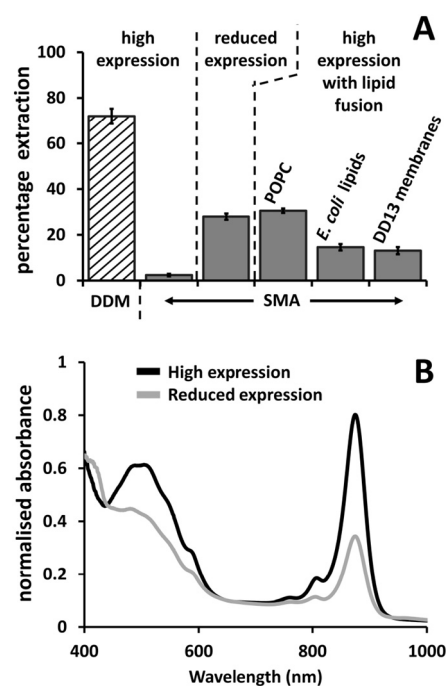 A
high
expression
reduced
expression
high
expression
with lipid
fusion
percentage extraction
100
80
60
40
20
0
POPC
E. coli lipids
DD13 membranes
DDM
SMA
B
High expression
Reduced expression
normalised absorbance
1
0.8
0.6
0.4
0.2
0
400
600
800
1000
Wavelength (nm)